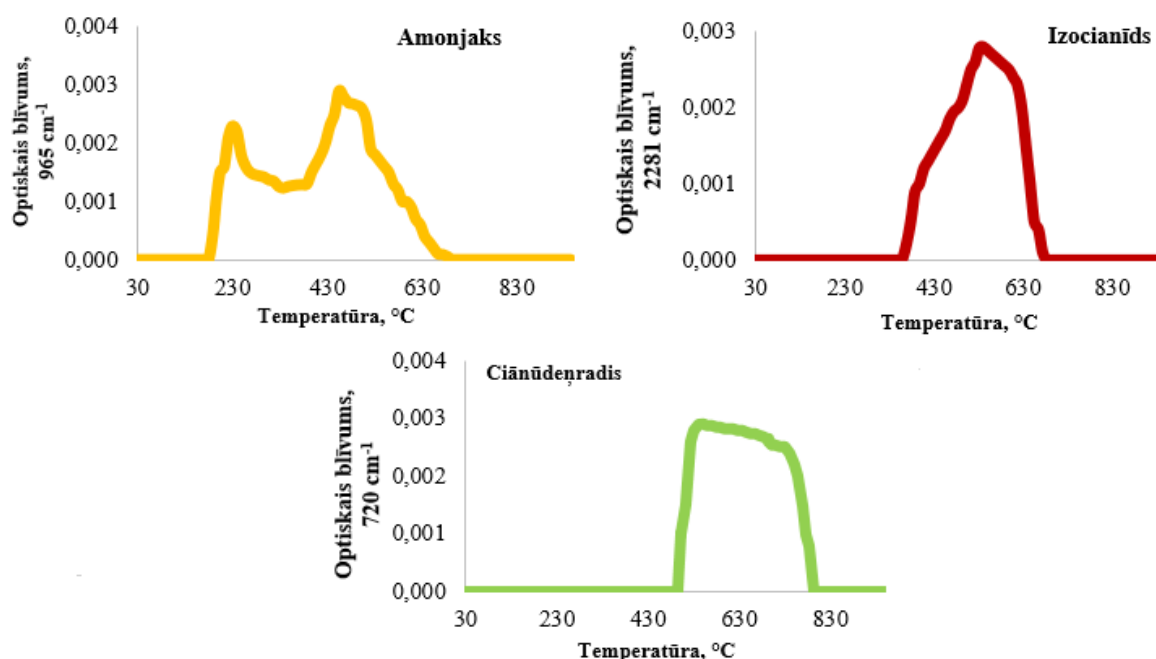 Amonjaks
Optiskais blīvums,
965 cm⁻¹
0,004
0,003
0,002
0,001
0,000
30 230 430 630 830
Temperatūra, °C
Izocianīds
Optiskais blīvums,
2281 cm⁻¹
0,003
0,002
0,001
0,000
30 230 430 630 830
Temperatūra, °C
Ciānūdeņradis
Optiskais blīvums,
720 cm⁻¹
0,004
0,003
0,002
0,001
0,000
30 230 430 630 830
Temperatūra, °C